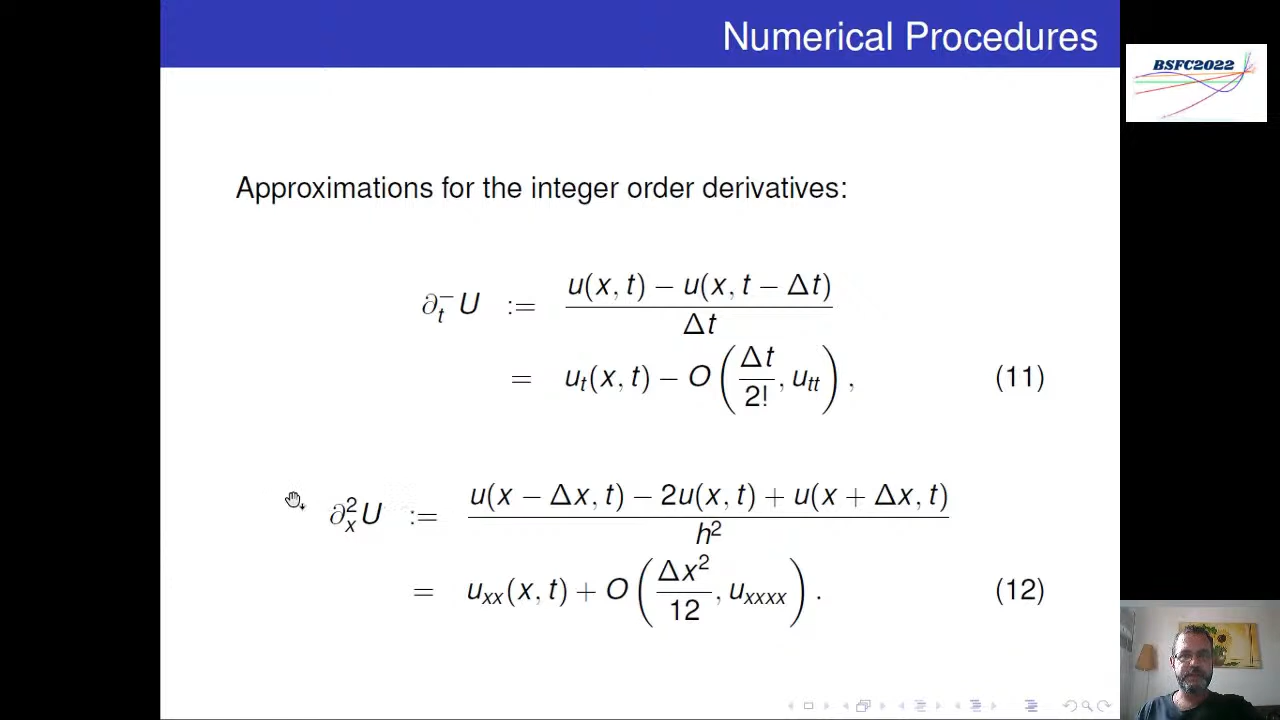 Numerical Procedures
BSFC2022
Approximations for the integer order derivatives:
∂ₜ⁻U := (u(x, t) − u(x, t − Δt)) / Δt
= uₜ(x, t) − O(Δt/2!, uₜₜ), (11)
∂ₓ²U := (u(x − Δx, t) − 2u(x, t) + u(x + Δx, t)) / h²
= uₓₓ(x, t) + O(Δx²/12, uₓₓₓₓ). (12)